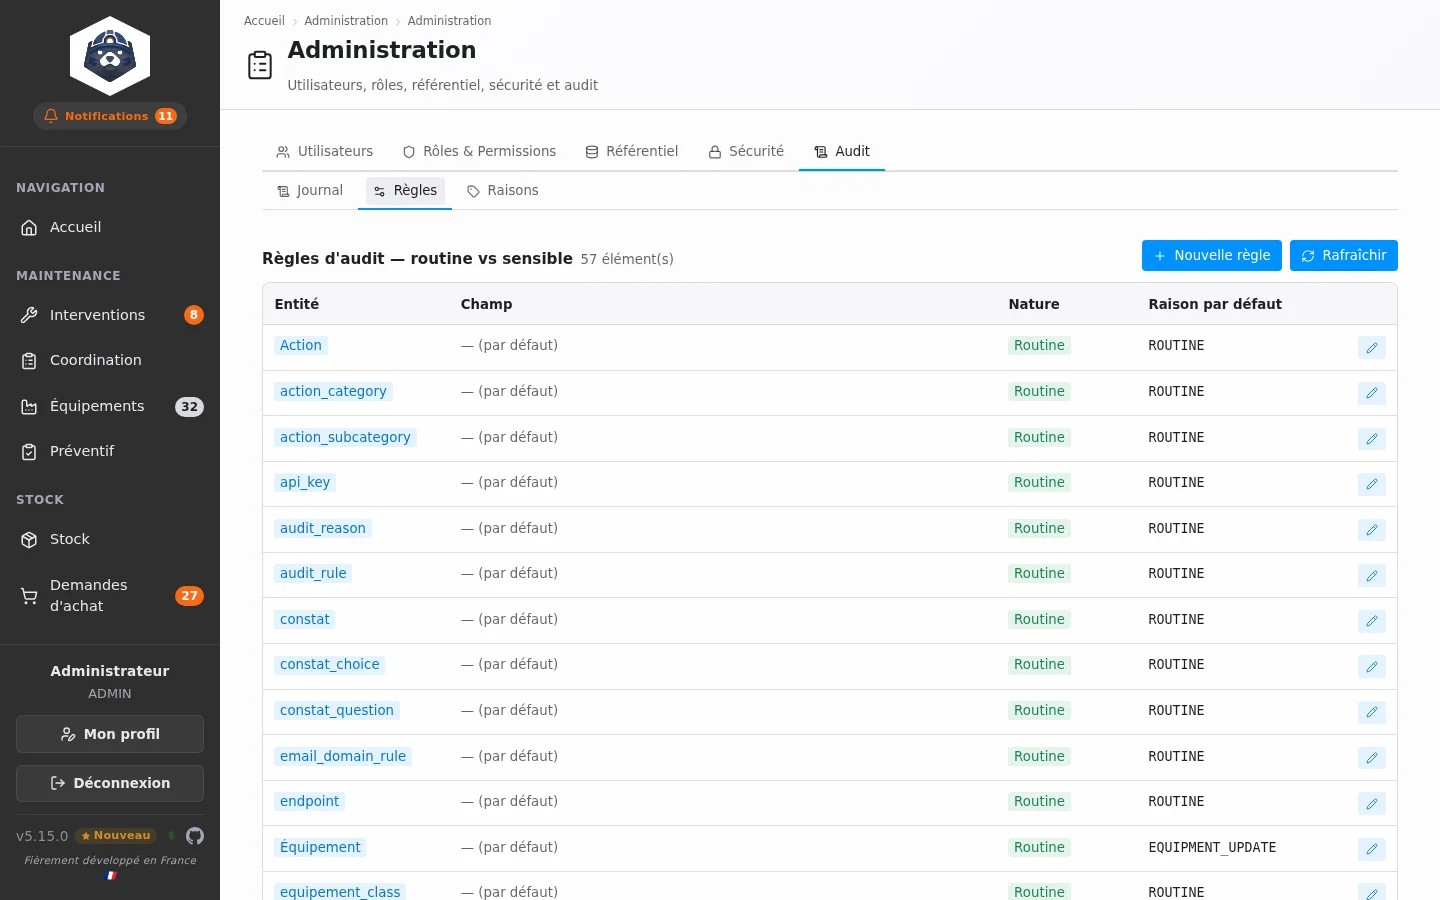 Notifications 11
NAVIGATION
Accueil
MAINTENANCE
Interventions 8
Coordination
Équipements 32
Préventif
STOCK
Stock
Demandes d'achat 27
Administrateur
ADMIN
Mon profil
Déconnexion
v5.15.0 Nouveau
Fièrement développé en France
Accueil > Administration > Administration
Administration
Utilisateurs, rôles, référentiel, sécurité et audit
Utilisateurs Rôles & Permissions Référentiel Sécurité Audit
Journal Règles Raisons
Règles d'audit — routine vs sensible 57 élément(s) Nouvelle règle Rafraîchir
Entité Champ Nature Raison par défaut
Action — (par défaut) Routine ROUTINE
action_category — (par défaut) Routine ROUTINE
action_subcategory — (par défaut) Routine ROUTINE
api_key — (par défaut) Routine ROUTINE
audit_reason — (par défaut) Routine ROUTINE
audit_rule — (par défaut) Routine ROUTINE
constat — (par défaut) Routine ROUTINE
constat_choice — (par défaut) Routine ROUTINE
constat_question — (par défaut) Routine ROUTINE
email_domain_rule — (par défaut) Routine ROUTINE
endpoint — (par défaut) Routine ROUTINE
Équipement — (par défaut) Routine EQUIPMENT_UPDATE
equipement_class — (par défaut) Routine ROUTINE